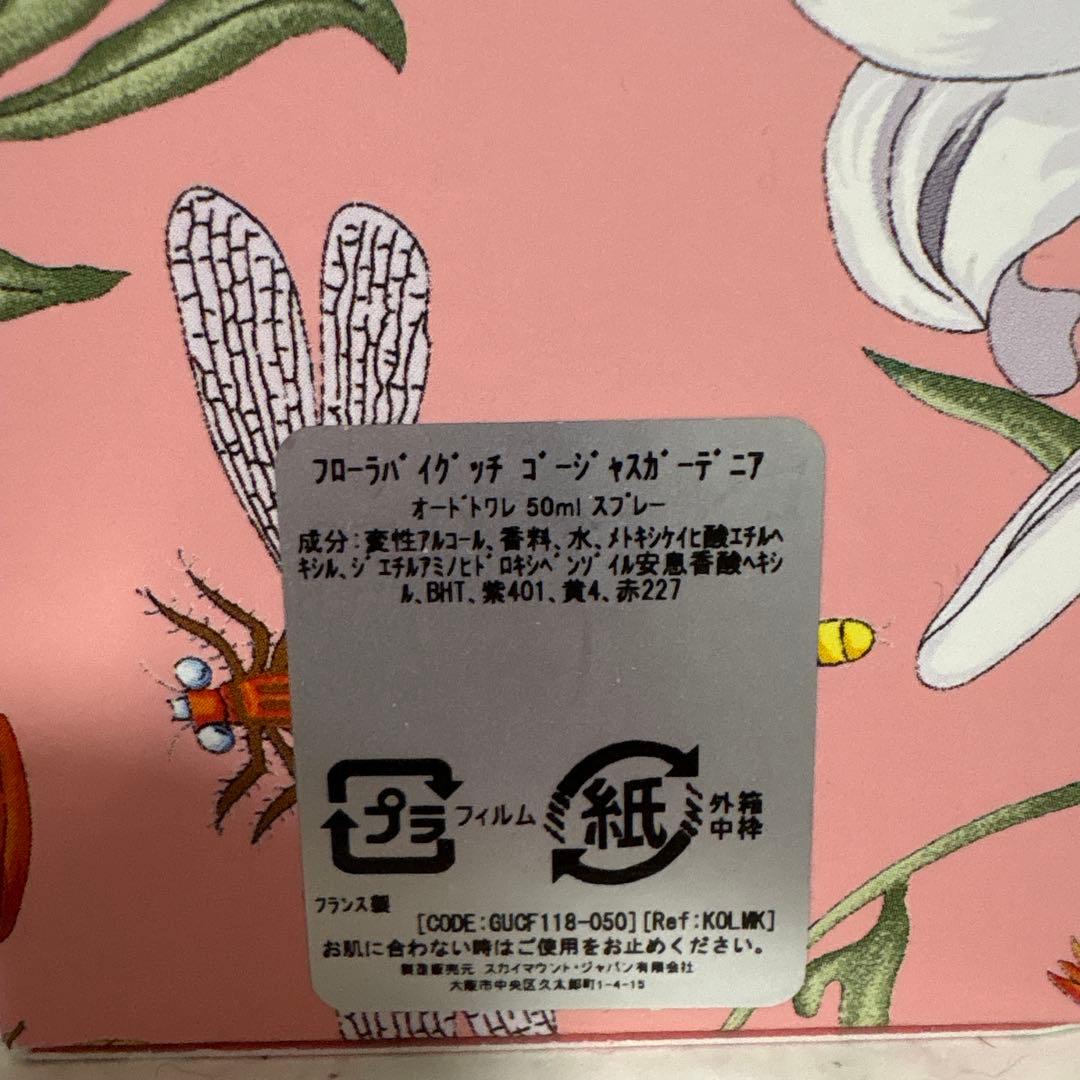 フローラバイグッチ ゴージャスガーデニア
オードトワレ 50ml スプレー
成分:変性アルコール、香料、水、メトキシケイヒ酸エチルヘ
キシル、ジエチルアミノヒドロキシベンゾイル安息香酸ヘキシ
ル、BHT、紫401、黄4、赤227
プラ フィルム 紙 外箱
中枠
フランス製
[CODE:GUCF118-050][Ref:KOLMK]
お肌に合わない時はご使用をお止めください。
製造販売元 スカイマウント・ジャパン有限会社
大阪市中央区久太郎町1-4-15